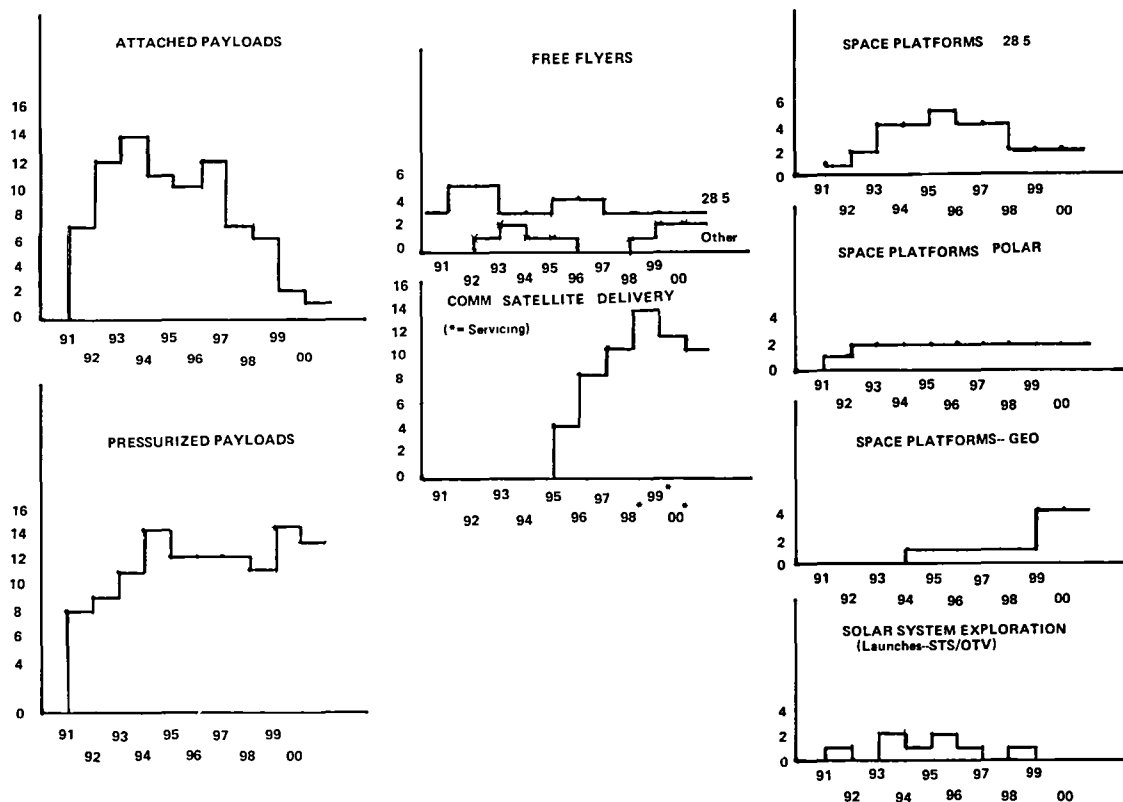 ATTACHED PAYLOADS
16
14
12
10
8
6
4
2
0
91 93 95 97 99
92 94 96 98 00
PRESSURIZED PAYLOADS
16
14
12
10
8
6
4
2
0
91 93 95 97 99
92 94 96 98 00
FREE FLYERS
6
4
2
0
28 5
Other
91 93 95 97 99
92 94 96 98 00
COMM SATELLITE DELIVERY
(*= Servicing)
16
14
12
10
8
6
4
2
0
91 93 95 97 99*
92 94 96 98* 00*
SPACE PLATFORMS 28 5
6
4
2
0
91 93 95 97 99
92 94 96 98 00
SPACE PLATFORMS POLAR
4
2
0
91 93 95 97 99
92 94 96 98 00
SPACE PLATFORMS-- GEO
4
2
0
91 93 95 97 99
92 94 96 98 00
SOLAR SYSTEM EXPLORATION
(Launches--STS/OTV)
4
2
0
91 93 95 97 99
92 94 96 98 00